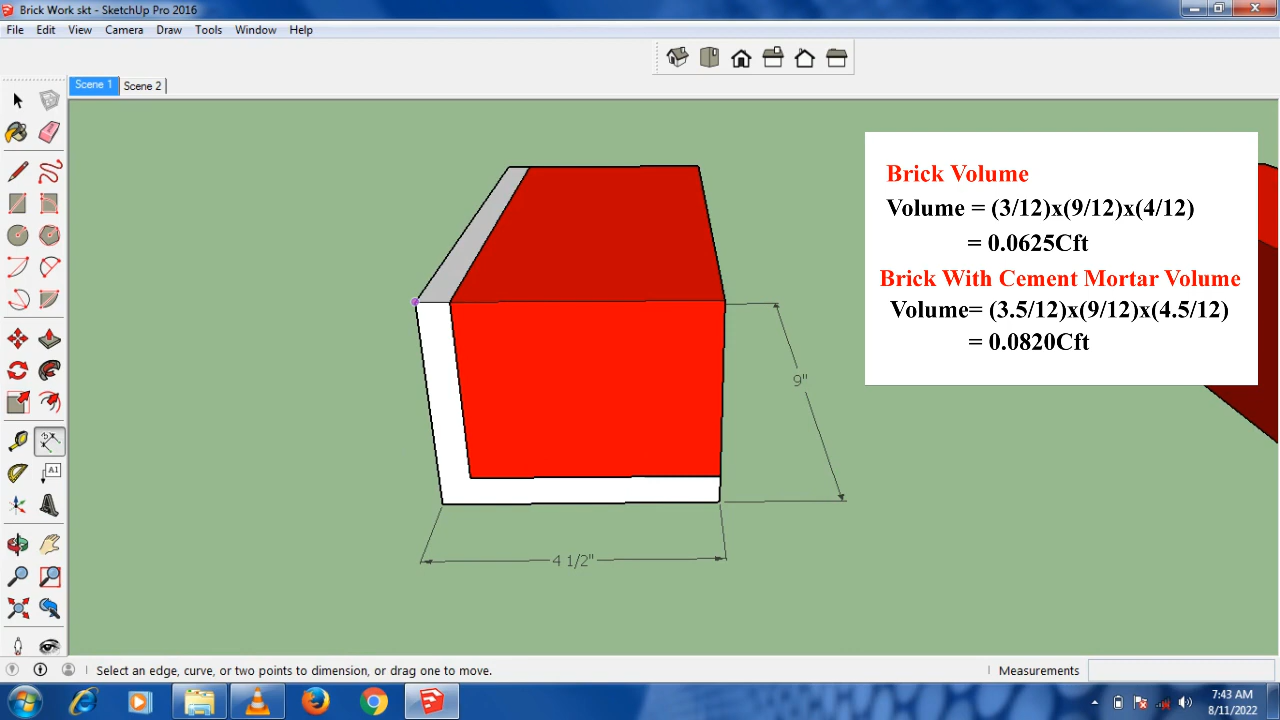 Brick Work skt - SketchUp Pro 2016
File Edit View Camera Draw Tools Window Help
Scene 1 Scene 2
Brick Volume
Volume = (3/12)x(9/12)x(4/12)
= 0.0625Cft
Brick With Cement Mortar Volume
Volume= (3.5/12)x(9/12)x(4.5/12)
= 0.0820Cft
9"
4 1/2"
A1
Select an edge, curve, or two points to dimension, or drag one to move.
Measurements
7:43 AM
8/11/2022